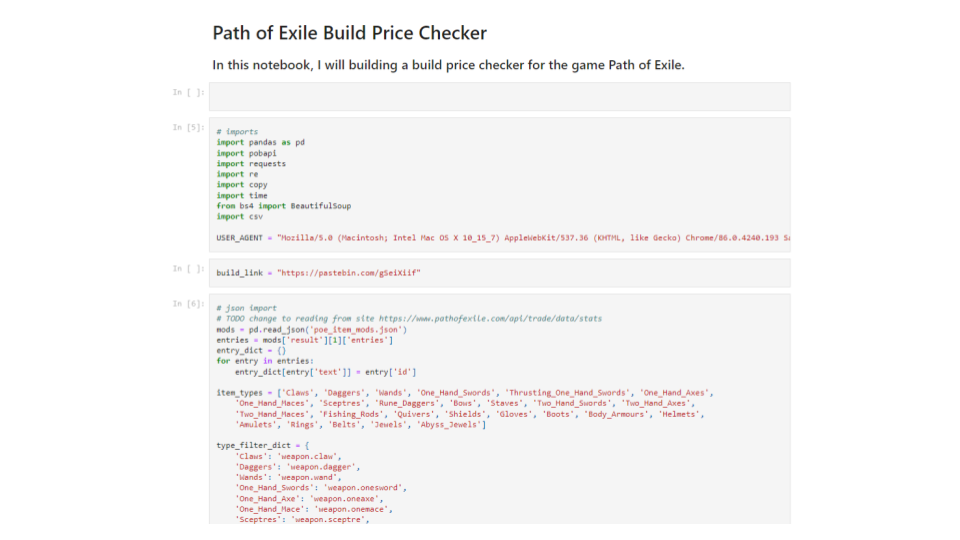 Path of Exile Build Price Checker
In this notebook, I will building a build price checker for the game Path of Exile.
In [ ]:
In [5]:
# imports
import pandas as pd
import pobapi
import requests
import re
import copy
import time
from bs4 import BeautifulSoup
import csv
USER_AGENT = "Mozilla/5.0 (Macintosh; Intel Mac OS X 10_15_7) AppleWebKit/537.36 (KHTML, like Gecko) Chrome/86.0.4240.193 Sa
In [ ]:
build_link = "https://pastebin.com/gSeiXiif"
In [6]:
# json import
# TODO change to reading from site https://www.pathofexile.com/api/trade/data/stats
mods = pd.read_json('poe_item_mods.json')
entries = mods['result'][1]['entries']
entry_dict = {}
for entry in entries:
entry_dict[entry['text']] = entry['id']
item_types = ['Claws', 'Daggers', 'Wands', 'One_Hand_Swords', 'Thrusting_One_Hand_Swords', 'One_Hand_Axes',
'One_Hand_Maces', 'Sceptres', 'Rune_Daggers', 'Bows', 'Staves', 'Two_Hand_Swords', 'Two_Hand_Axes',
'Two_Hand_Maces', 'Fishing_Rods', 'Quivers', 'Shields', 'Gloves', 'Boots', 'Body_Armours', 'Helmets',
'Amulets', 'Rings', 'Belts', 'Jewels', 'Abyss_Jewels']
type_filter_dict = {
'Claws': 'weapon.claw',
'Daggers': 'weapon.dagger',
'Wands': 'weapon.wand',
'One_Hand_Swords': 'weapon.onesword',
'One_Hand_Axe': 'weapon.oneaxe',
'One_Hand_Mace': 'weapon.onemace',
'Sceptres': 'weapon.sceptre',